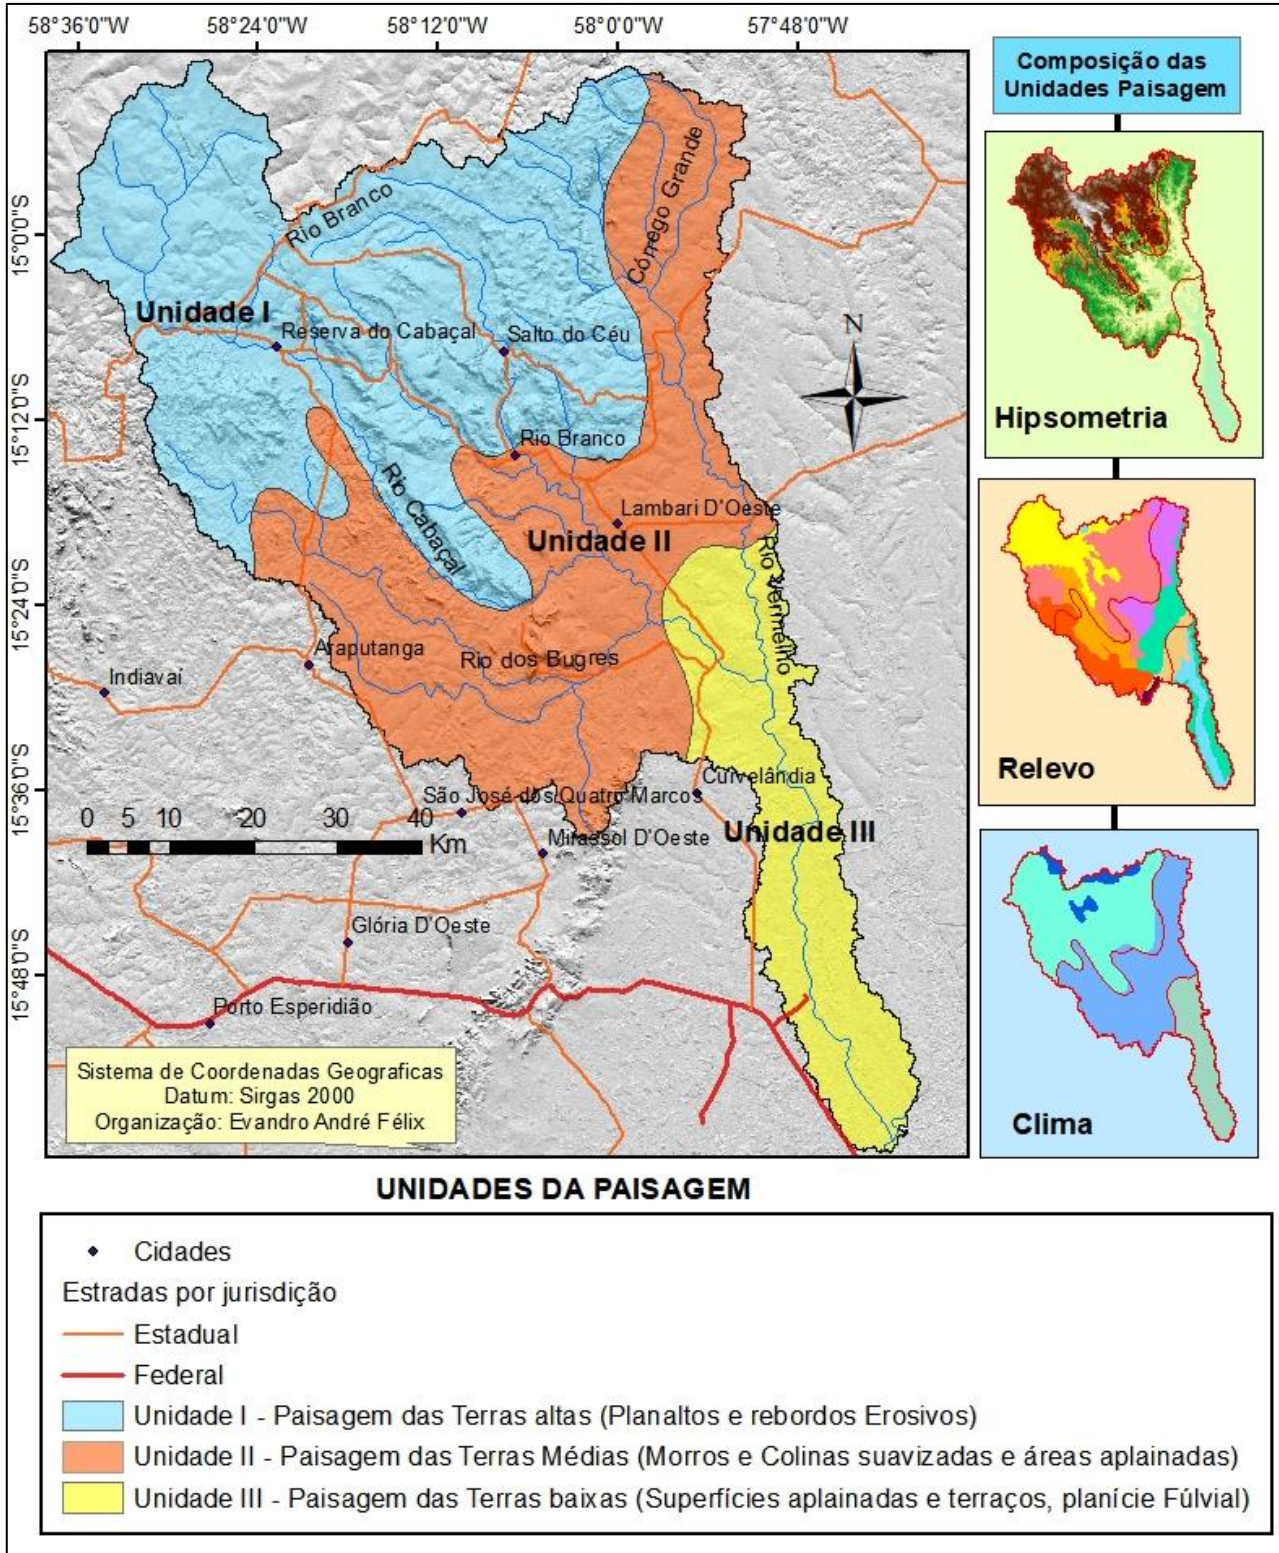 58°36'0"W
58°24'0"W
58°12'0"W
58°0'0"W
57°48'0"W
15°0'0"S
15°12'0"S
15°24'0"S
15°36'0"S
15°48'0"S
Rio Branco
Córrego Grande
Unidade I
Reserva do Cabaçal
Salto do Céu
N
Rio Branco
Rio Cabaçal
Lambari D'Oeste
Unidade II
Rio Vermelho
Araputanga
Rio dos Bugres
Indiavaí
Curvelândia
São José dos Quatro Marcos
0 5 10 20 30 40
Km
Unidade III
Mirassol D'Oeste
Glória D'Oeste
Porto Esperidião
Sistema de Coordenadas Geograficas
Datum: Sirgas 2000
Organização: Evandro André Félix
Composição das
Unidades Paisagem
Hipsometria
Relevo
Clima
UNIDADES DA PAISAGEM
Cidades
Estradas por jurisdição
Estadual
Federal
Unidade I - Paisagem das Terras altas (Planaltos e rebordos Erosivos)
Unidade II - Paisagem das Terras Médias (Morros e Colinas suavizadas e áreas aplainadas)
Unidade III - Paisagem das Terras baixas (Superfícies aplainadas e terraços, planície Fúlvial)